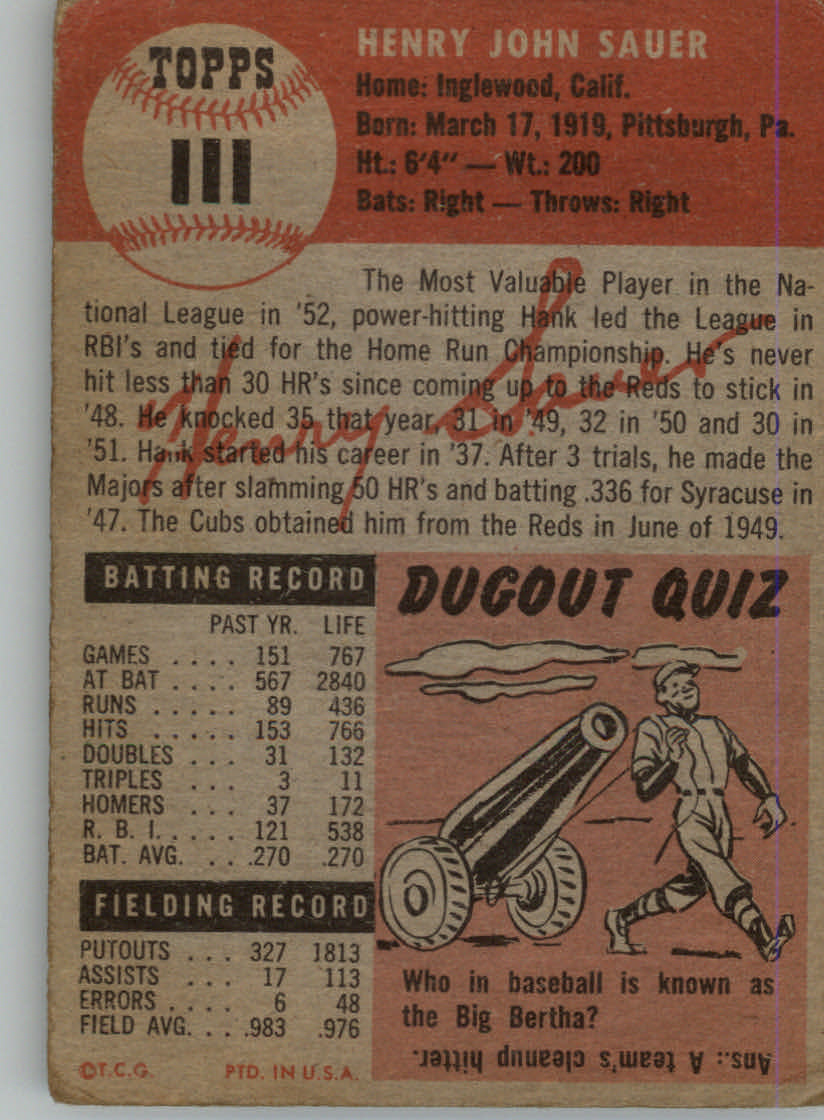 TOPPS
111
HENRY JOHN SAUER
Home: Inglewood, Calif.
Born: March 17, 1919, Pittsburgh, Pa.
Ht.: 6'4" — Wt.: 200
Bats: Right — Throws: Right
The Most Valuable Player in the Na-
tional League in '52, power-hitting Hank led the League in
RBI's and tied for the Home Run Championship. He's never
hit less than 30 HR's since coming up to the Reds to stick in
'48. He knocked 35 that year, 31 in '49, 32 in '50 and 30 in
'51. Hank started his career in '37. After 3 trials, he made the
Majors after slamming 50 HR's and batting .336 for Syracuse in
'47. The Cubs obtained him from the Reds in June of 1949.
Henry Sauer
BATTING RECORD
PAST YR. LIFE
GAMES . . . . 151 767
AT BAT . . . . 567 2840
RUNS . . . . . 89 436
HITS . . . . . 153 766
DOUBLES . . . 31 132
TRIPLES . . . 3 11
HOMERS . . . 37 172
R. B. I. . . . . 121 538
BAT. AVG. . . .270 .270
FIELDING RECORD
PUTOUTS . . . 327 1813
ASSISTS . . . 17 113
ERRORS . . . . 6 48
FIELD AVG. . . .983 .976
©T.C.G. PTD. IN U.S.A.
DUGOUT QUIZ
Who in baseball is known as
the Big Bertha?
Ans.: A team's cleanup hitter.